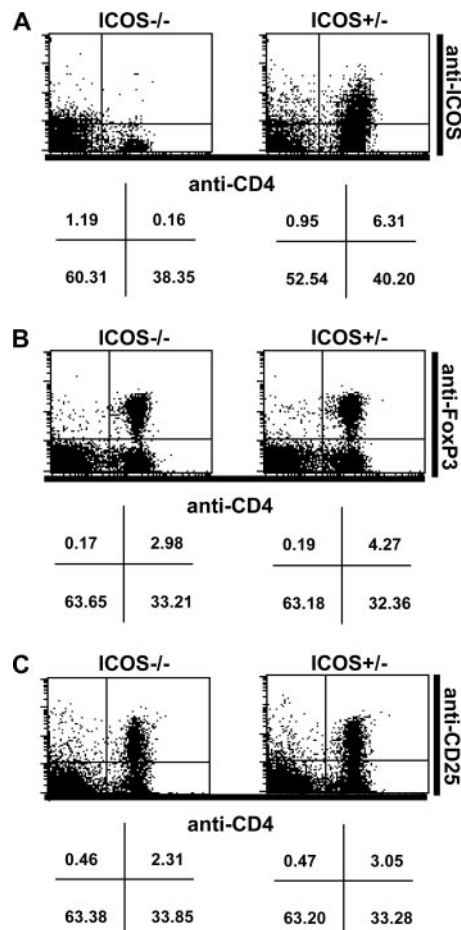 A
ICOS-/-
ICOS+/-
anti-ICOS
anti-CD4
1.19 0.16
60.31 38.35
0.95 6.31
52.54 40.20
B
ICOS-/-
ICOS+/-
anti-FoxP3
anti-CD4
0.17 2.98
63.65 33.21
0.19 4.27
63.18 32.36
C
ICOS-/-
ICOS+/-
anti-CD25
anti-CD4
0.46 2.31
63.38 33.85
0.47 3.05
63.20 33.28